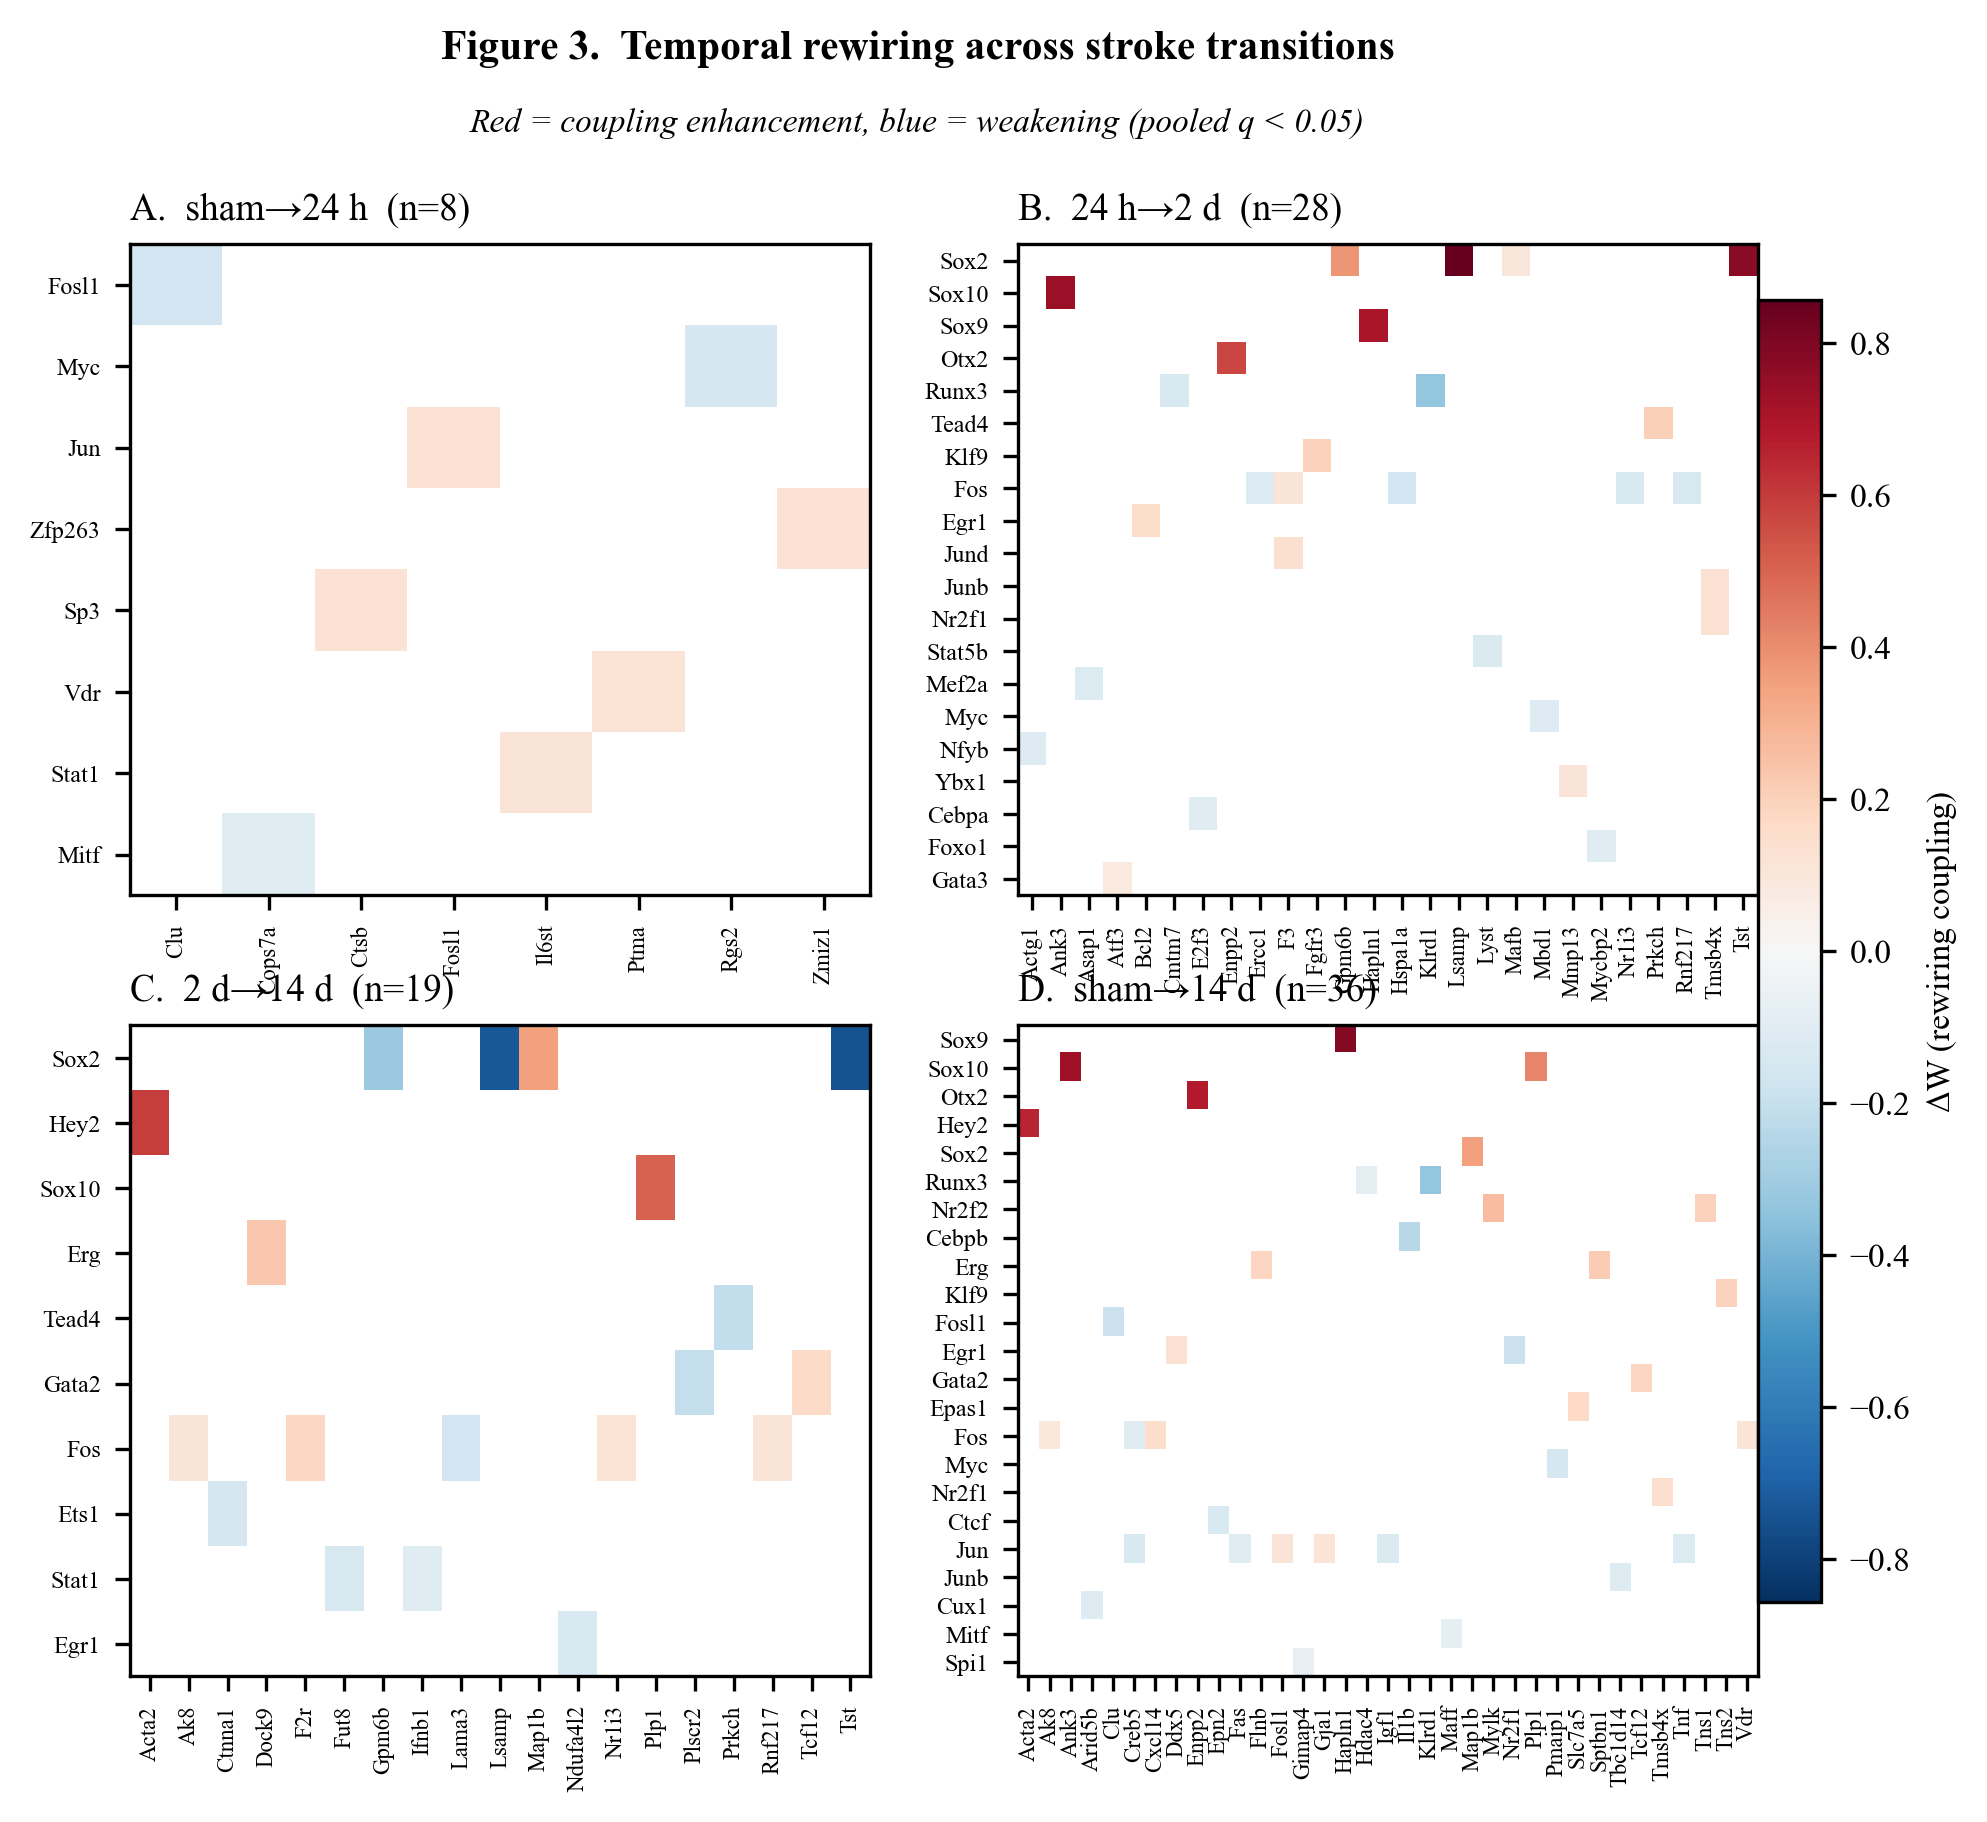 Figure 3.  Temporal rewiring across stroke transitions
Red = coupling enhancement, blue = weakening (pooled q < 0.05)
A.  sham→24 h  (n=8)
Fosl1
Myc
Jun
Zfp263
Sp3
Vdr
Stat1
Mitf
Clu
Cops7a
Ctsb
Fosl1
Il6st
Ptma
Rgs2
Zmiz1
B.  24 h→2 d  (n=28)
Sox2
Sox10
Sox9
Otx2
Runx3
Tead4
Klf9
Fos
Egr1
Jund
Junb
Nr2f1
Stat5b
Mef2a
Myc
Nfyb
Ybx1
Cebpa
Foxo1
Gata3
Actg1
Ank3
Asap1
Atf3
Bcl2
Cmtm7
E2f3
Enpp2
Ercc1
F3
Fgfr3
Gpm6b
Hapln1
Hspa1a
Klrd1
Lsamp
Lyst
Mafb
Mbd1
Mmp13
Mycbp2
Nr1i3
Prkch
Rnf217
Tmsb4x
Tst
C.  2 d→14 d  (n=19)
Sox2
Hey2
Sox10
Erg
Tead4
Gata2
Fos
Ets1
Stat1
Egr1
Acta2
Ak8
Ctnna1
Dock9
F2r
Fut8
Gpm6b
Ifnb1
Lama3
Lsamp
Map1b
Ndufa4l2
Nr1i3
Plp1
Plscr2
Prkch
Rnf217
Tcf12
Tst
D.  sham→14 d  (n=36)
Sox9
Sox10
Otx2
Hey2
Sox2
Runx3
Nr2f2
Cebpb
Erg
Klf9
Fosl1
Egr1
Gata2
Epas1
Fos
Myc
Nr2f1
Ctcf
Jun
Junb
Cux1
Mitf
Spi1
Acta2
Ak8
Ank3
Arid5b
Clu
Creb5
Cxcl14
Ddx5
Enpp2
Epn2
Fas
Flnb
Fosl1
Gimap4
Gja1
Hapln1
Hdac4
Igf1
Il1b
Klrd1
Maff
Map1b
Mylk
Nr2f1
Plp1
Pmaip1
Slc7a5
Sptbn1
Tbc1d14
Tcf12
Tmsb4x
Tnf
Tns1
Tns2
Vdr
0.8
0.6
0.4
0.2
0.0
−0.2
−0.4
−0.6
−0.8
ΔW (rewiring coupling)